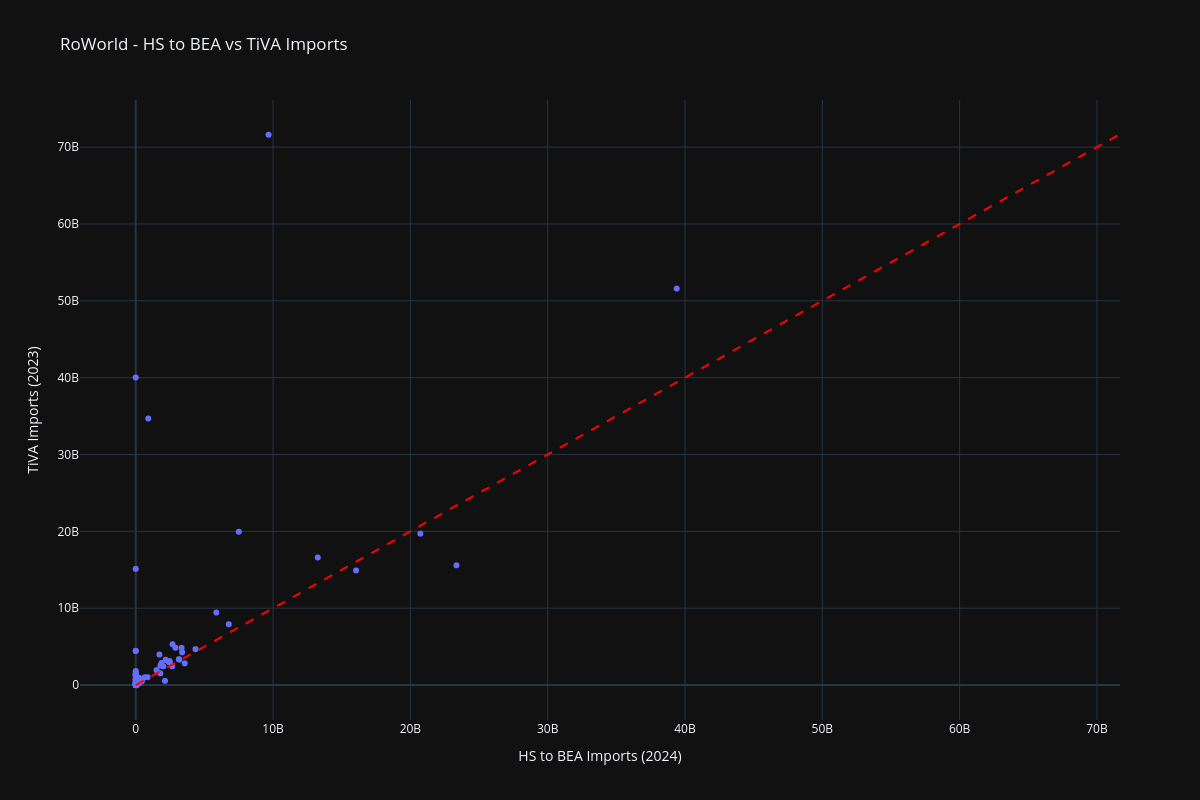 RoWorld - HS to BEA vs TiVA Imports
TiVA Imports (2023)
70B
60B
50B
40B
30B
20B
10B
0
0 10B 20B 30B 40B 50B 60B 70B
HS to BEA Imports (2024)